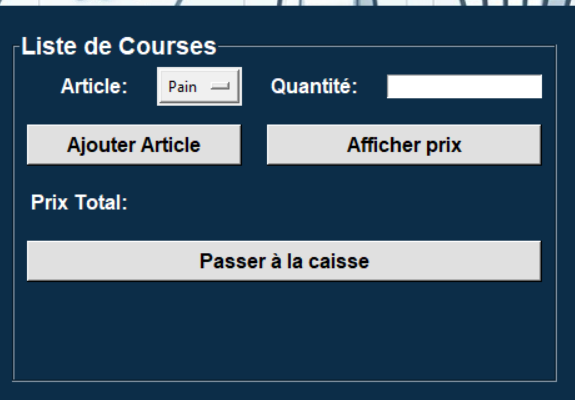 Liste de Courses
Article: Pain Quantité:
Ajouter Article Afficher prix
Prix Total:
Passer à la caisse